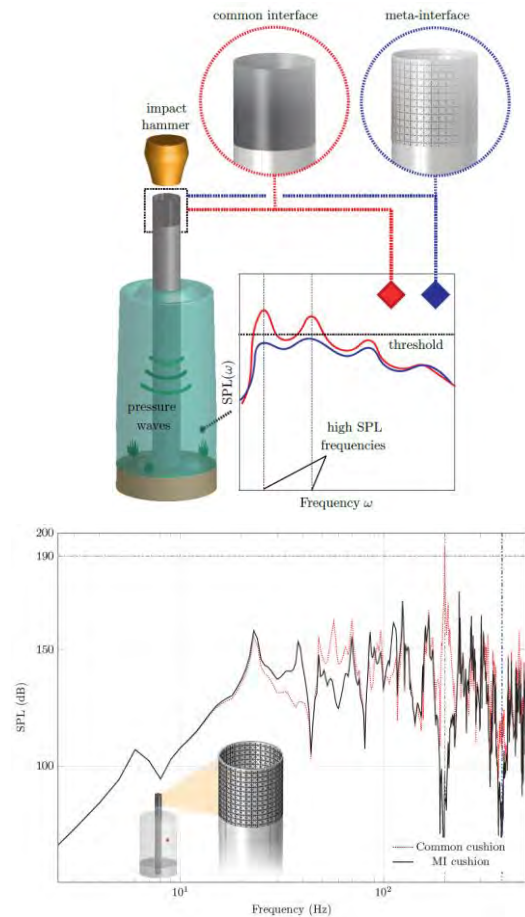 common interface
meta-interface
impact
hammer
threshold
SPL(ω)
pressure
waves
high SPL
frequencies
Frequency ω
200
190
150
100
SPL (dB)
Common cushion
MI cushion
10¹
10²
Frequency (Hz)